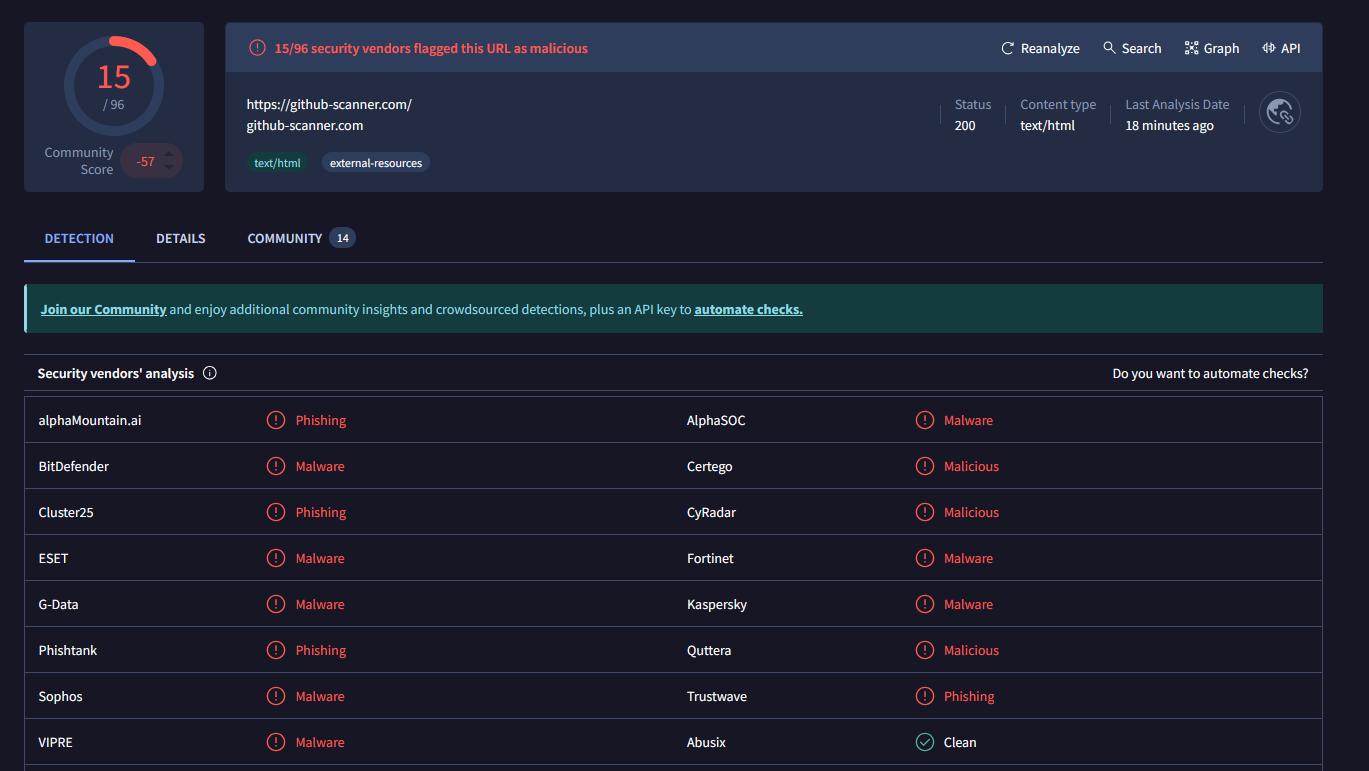 15
/ 96
Community
Score
-57
15/96 security vendors flagged this URL as malicious
Reanalyze
Search
Graph
API
https://github-scanner.com/
github-scanner.com
text/html
external-resources
Status
200
Content type
text/html
Last Analysis Date
18 minutes ago
DETECTION
DETAILS
COMMUNITY 14
Join our Community and enjoy additional community insights and crowdsourced detections, plus an API key to automate checks.
Security vendors' analysis
Do you want to automate checks?
alphaMountain.ai Phishing AlphaSOC Malware
BitDefender Malware Certego Malicious
Cluster25 Phishing CyRadar Malicious
ESET Malware Fortinet Malware
G-Data Malware Kaspersky Malware
Phishtank Phishing Quttera Malicious
Sophos Malware Trustwave Phishing
VIPRE Malware Abusix Clean